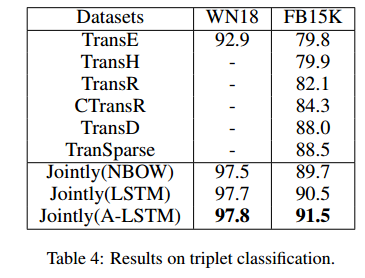 Datasets WN18 FB15K
TransE 92.9 79.8
TransH - 79.9
TransR - 82.1
CTransR - 84.3
TransD - 88.0
TranSparse - 88.5
Jointly(NBOW) 97.5 89.7
Jointly(LSTM) 97.7 90.5
Jointly(A-LSTM) 97.8 91.5
Table 4: Results on triplet classification.